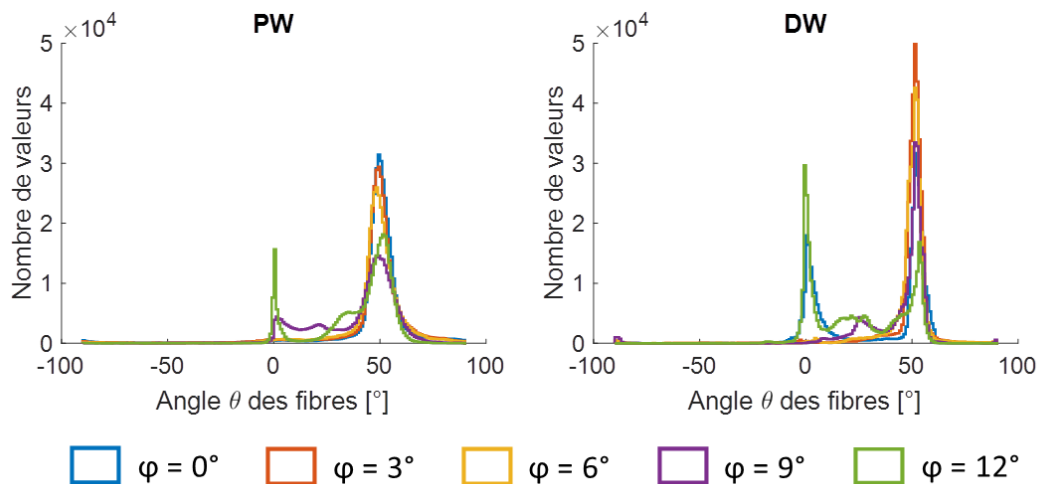 PW
×10⁴
5
4
3
2
1
0
-100
-50
0
50
100
Nombre de valeurs
Angle θ des fibres [°]
DW
×10⁴
5
4
3
2
1
0
-100
-50
0
50
100
Nombre de valeurs
Angle θ des fibres [°]
φ = 0°
φ = 3°
φ = 6°
φ = 9°
φ = 12°